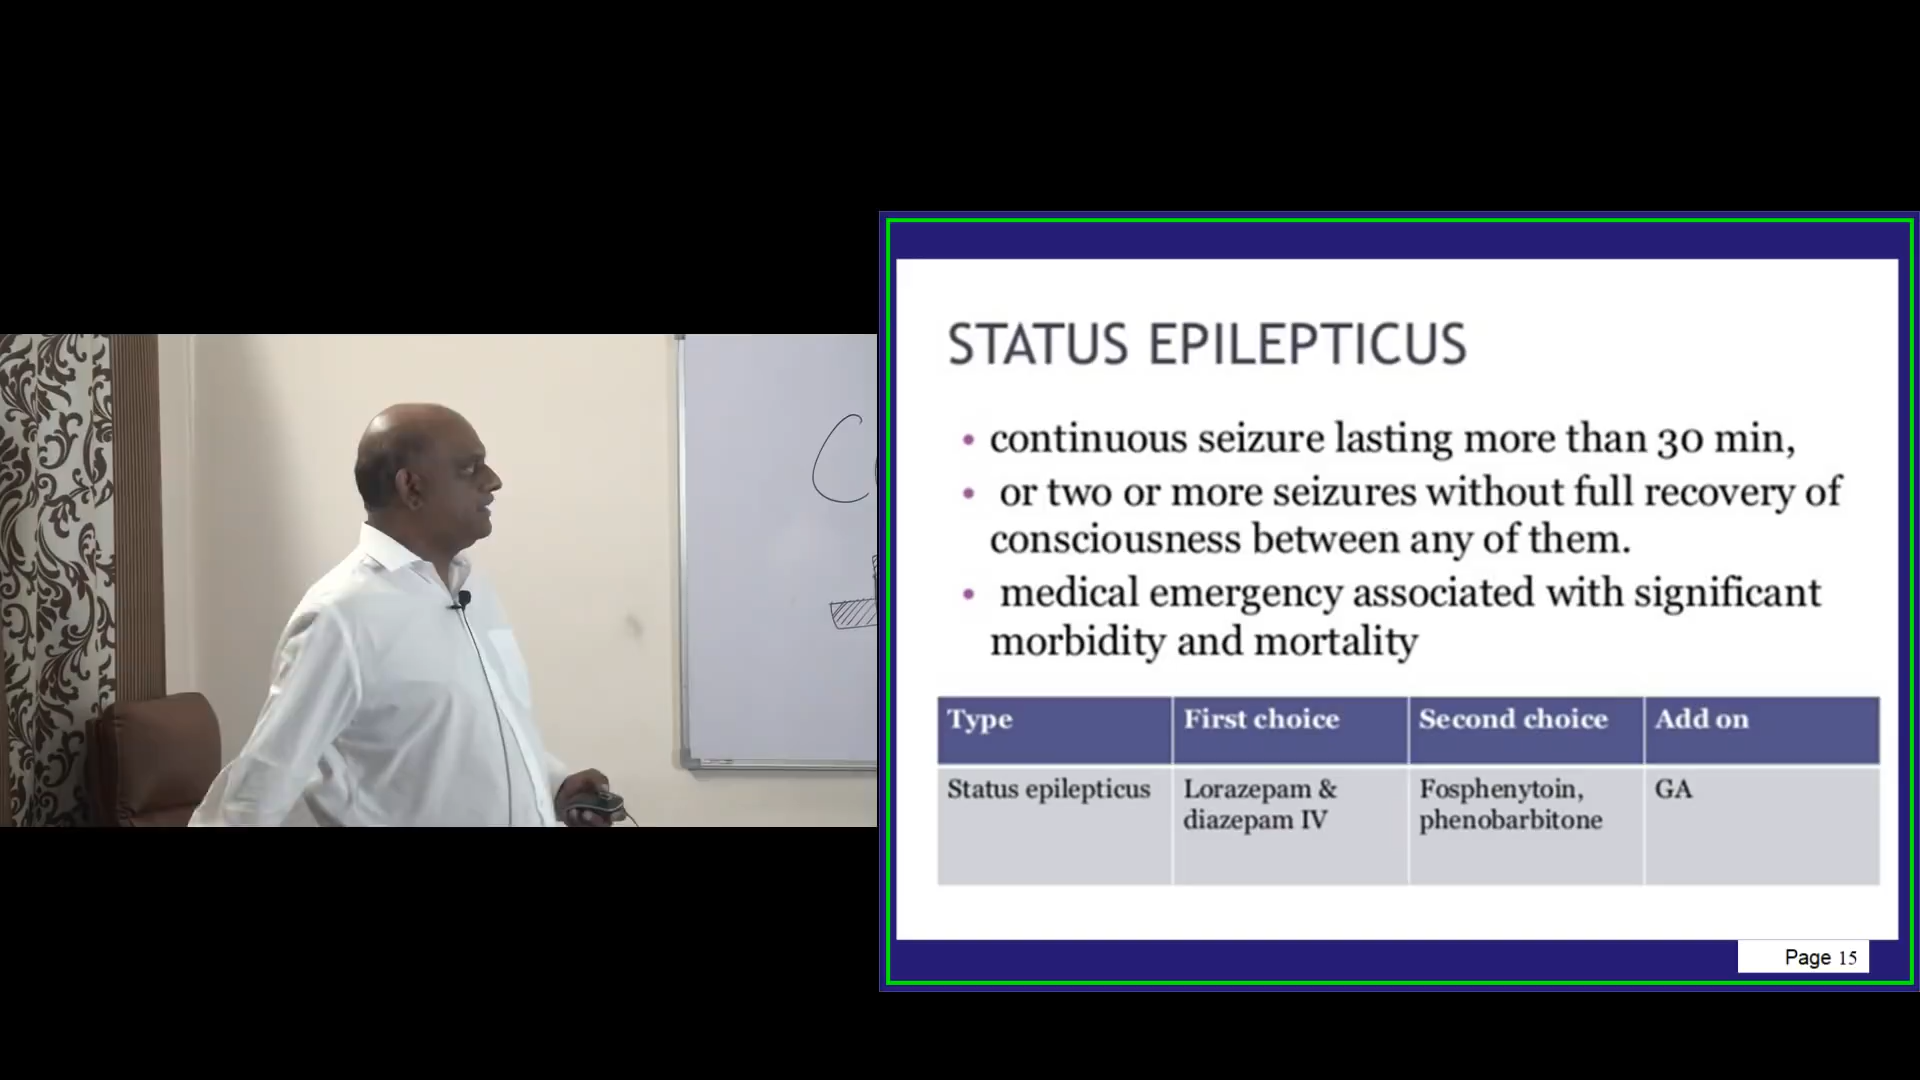 STATUS EPILEPTICUS
• continuous seizure lasting more than 30 min,
• or two or more seizures without full recovery of
consciousness between any of them.
• medical emergency associated with significant
morbidity and mortality
Type First choice Second choice Add on
Status epilepticus Lorazepam & Fosphenytoin, GA
diazepam IV phenobarbitone
Page 15